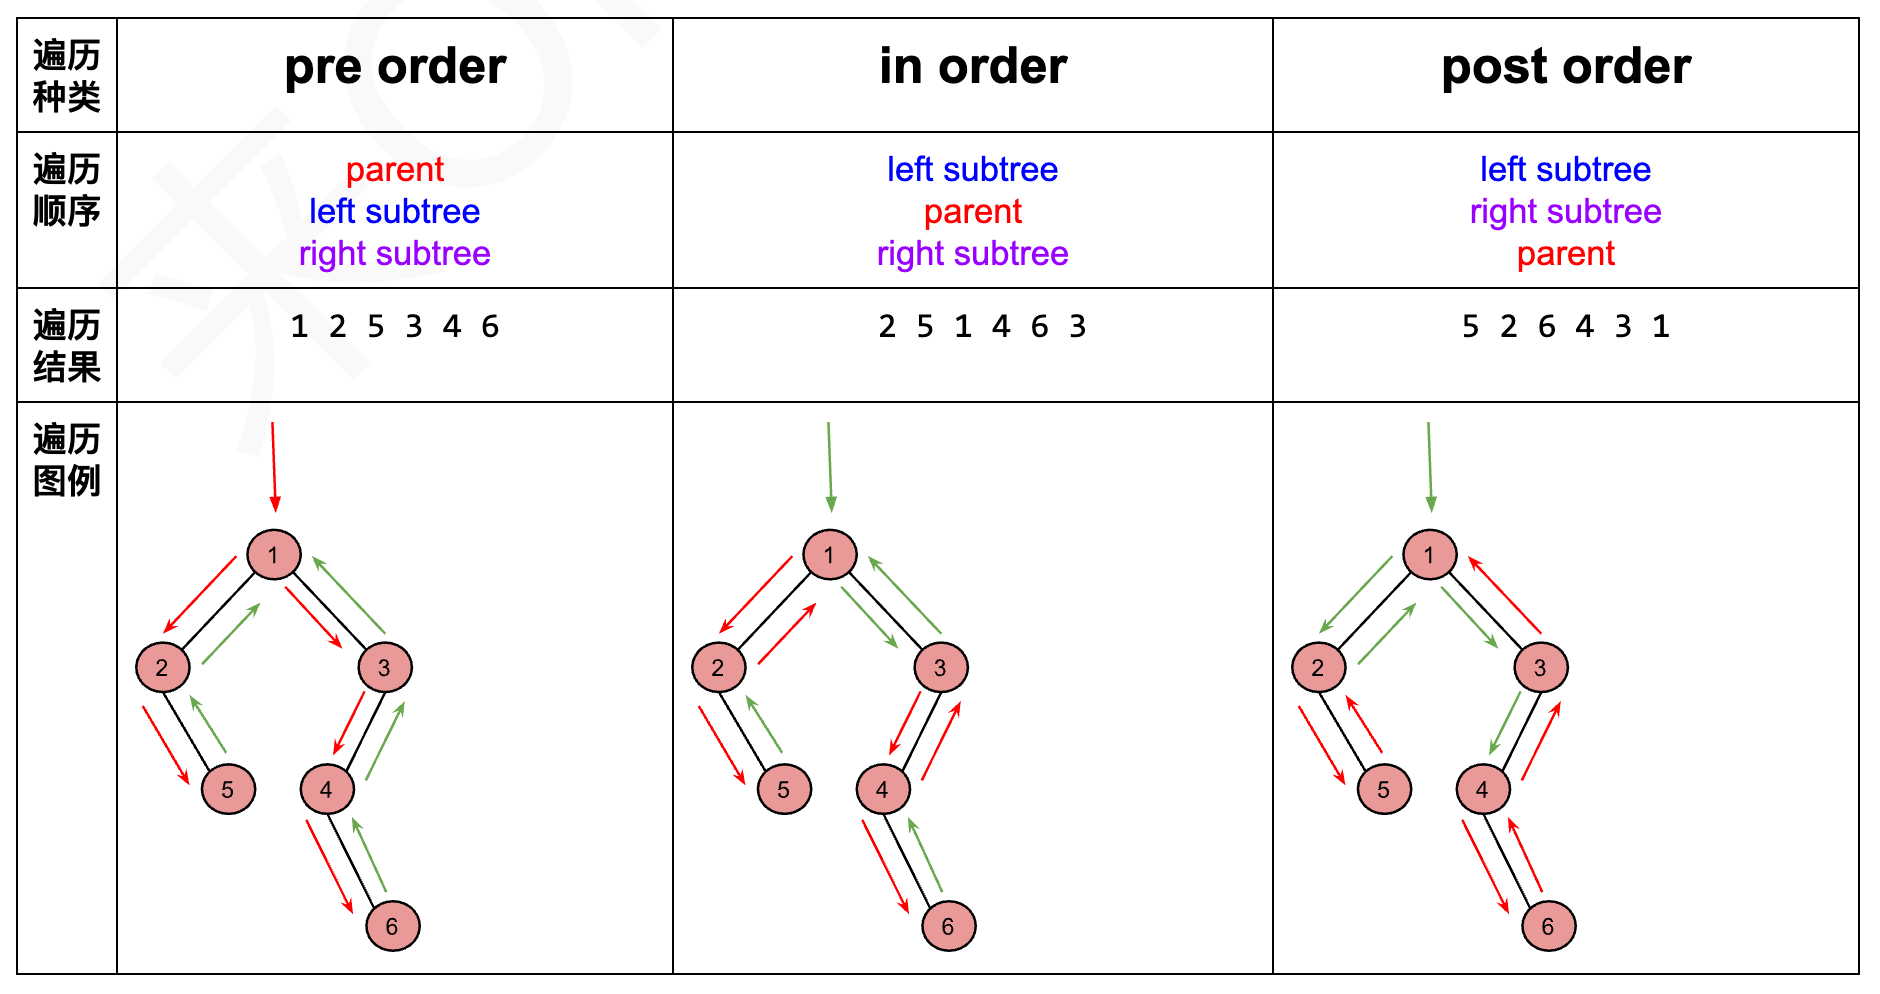 遍历
种类
pre order
in order
post order
遍历
顺序
parent
left subtree
right subtree
left subtree
parent
right subtree
left subtree
right subtree
parent
遍历
结果
1 2 5 3 4 6
2 5 1 4 6 3
5 2 6 4 3 1
遍历
图例
1
2
3
5
4
6
1
2
3
5
4
6
1
2
3
5
4
6
来O